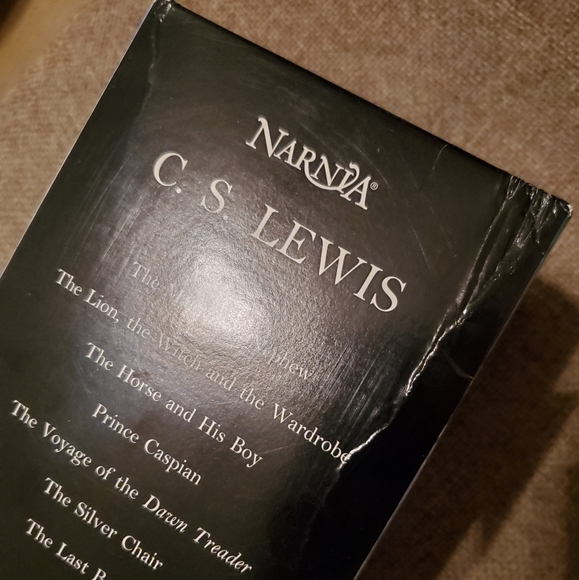 NARNIA®
C. S. LEWIS
The phew
The Lion, the Witch and the Wardrobe
The Horse and His Boy
Prince Caspian
The Voyage of the Dawn Treader
The Silver Chair
The Last B